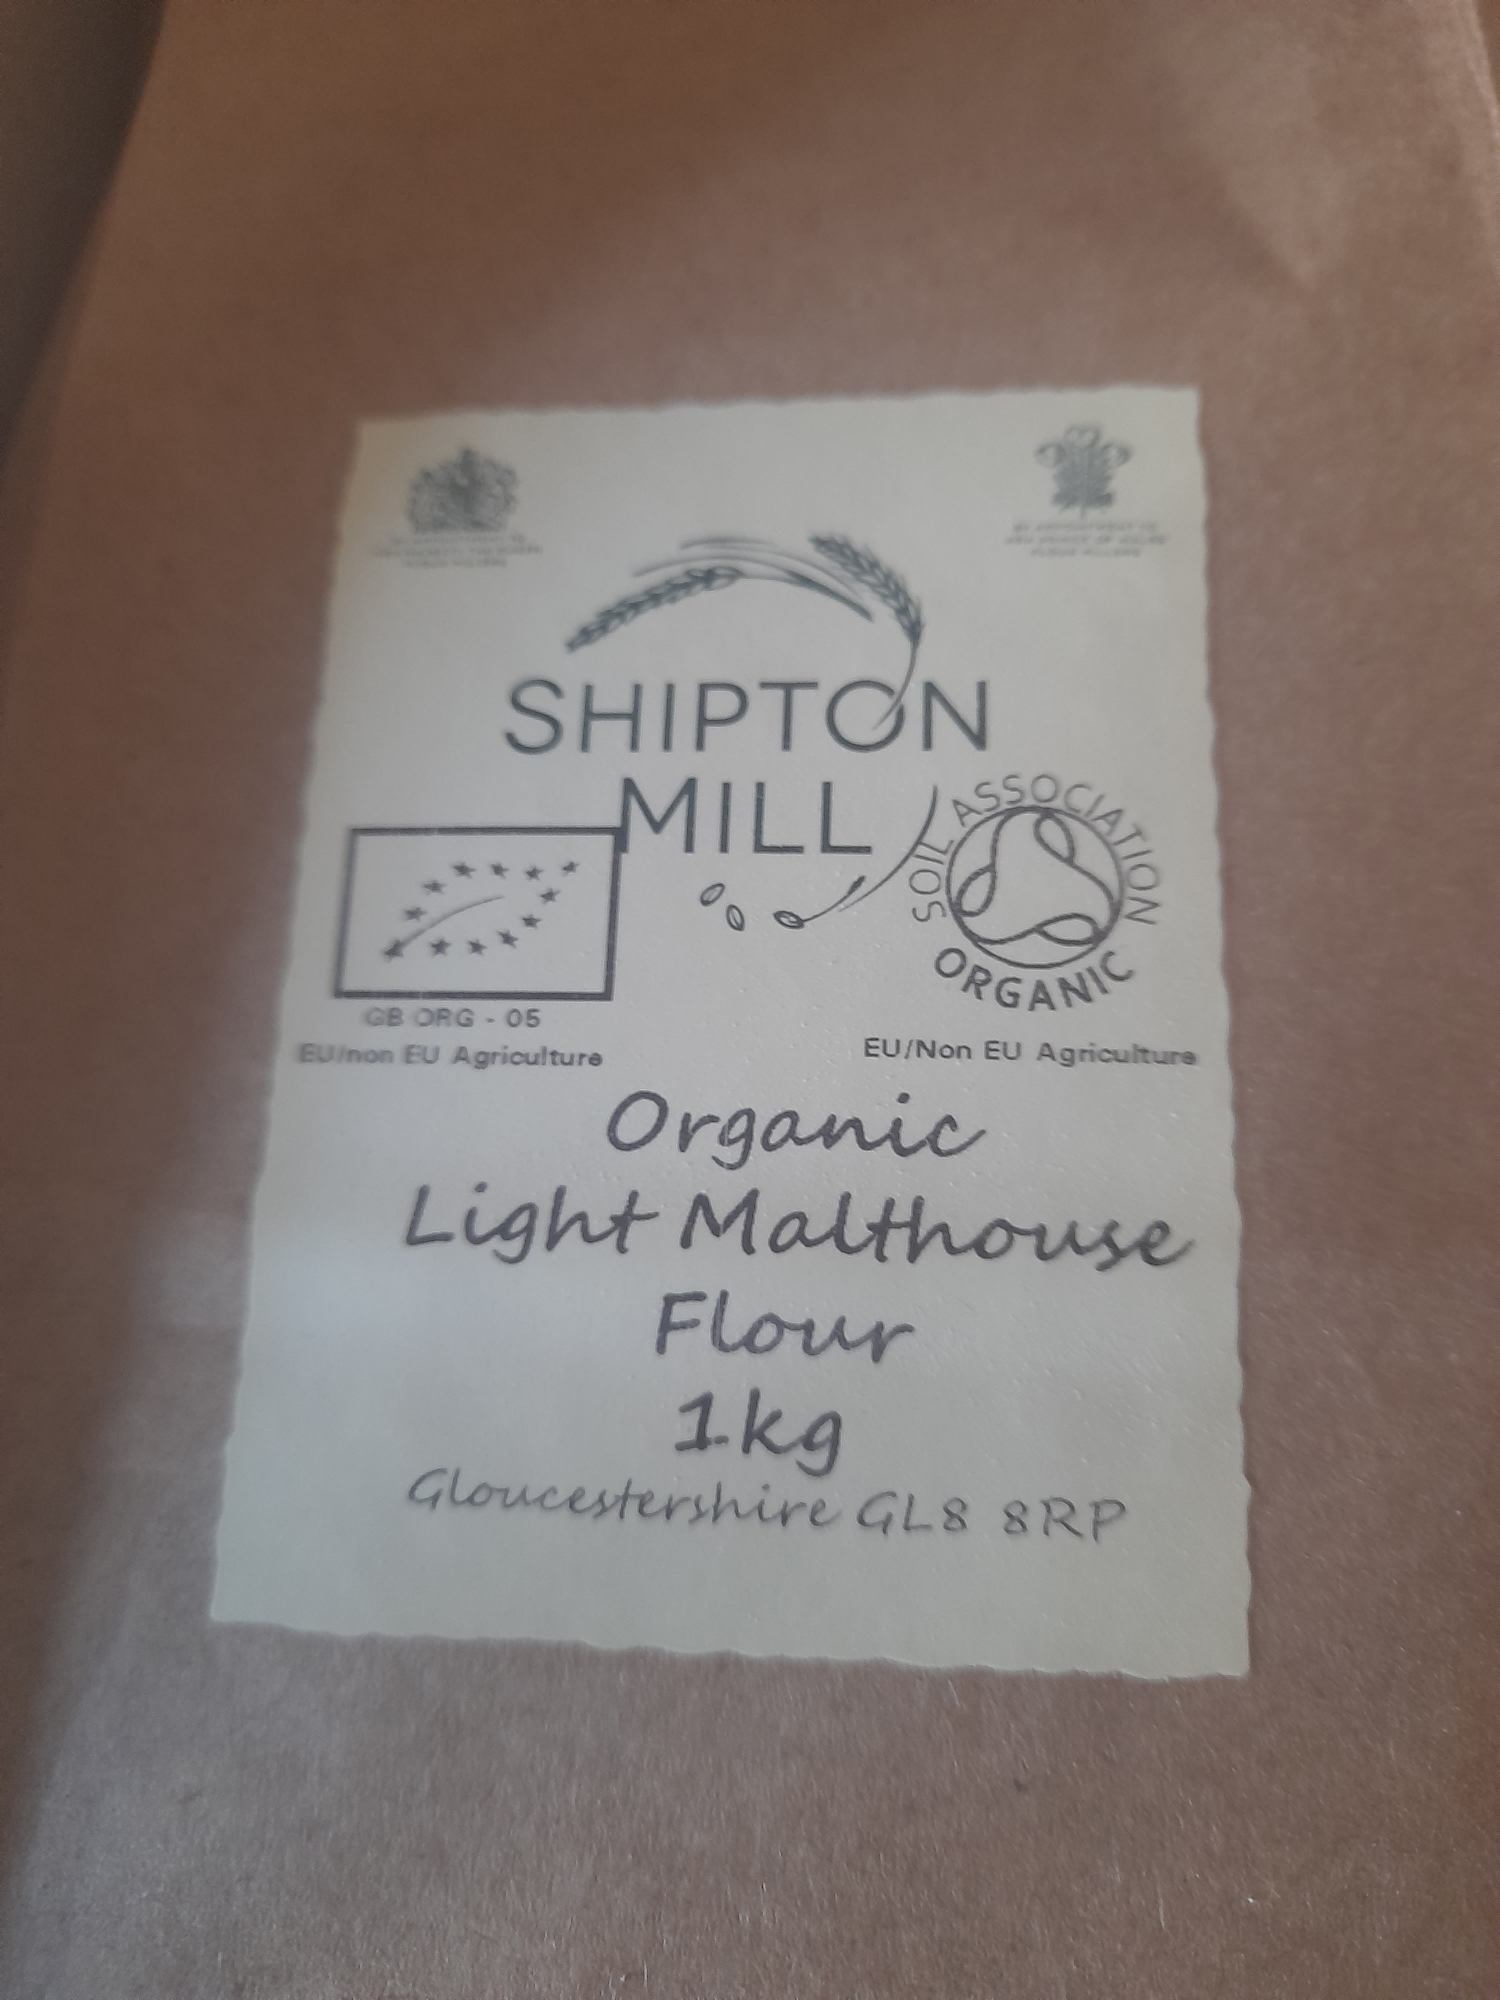 SHIPTON
MILL
SOIL ASSOCIATION
ORGANIC
GB ORG - 05
EU/non EU Agriculture
EU/Non EU Agriculture
Organic
Light Malthouse
Flour
1kg
Gloucestershire GL8 8RP